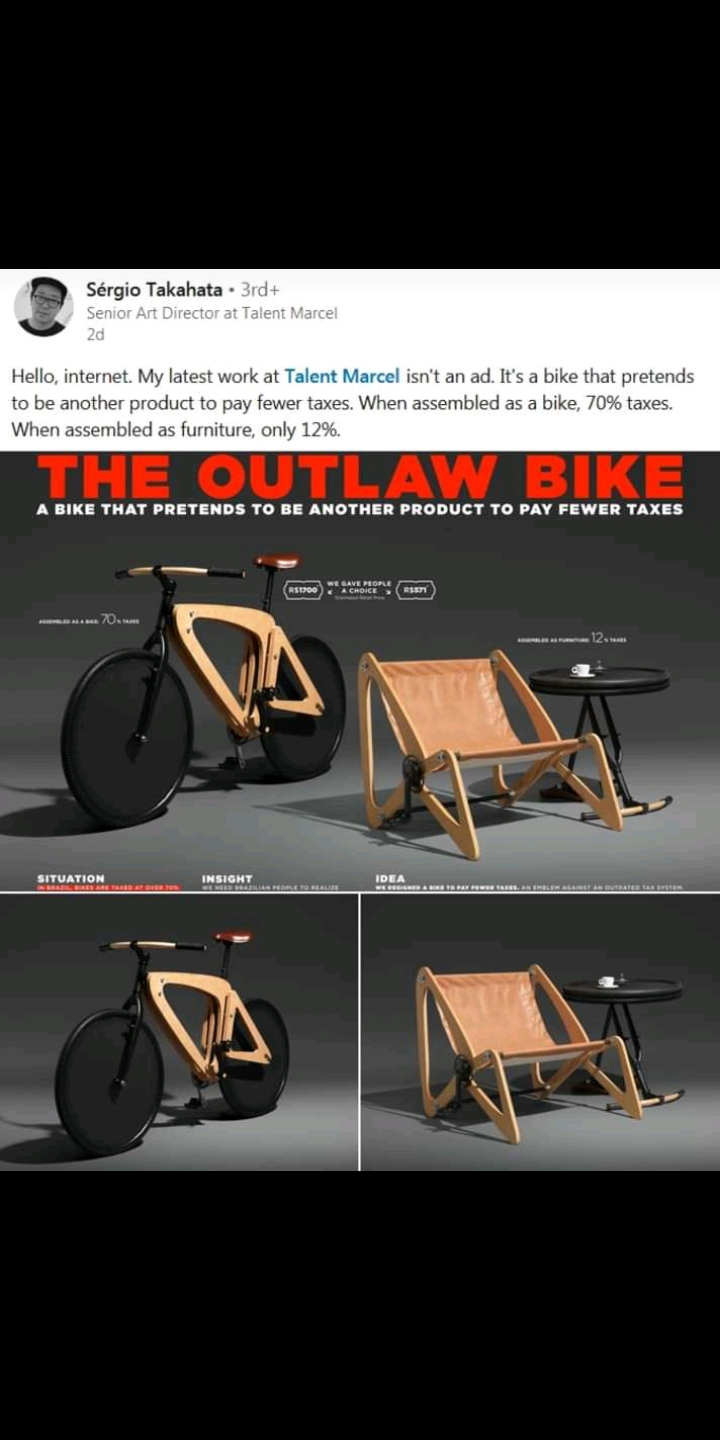 Sérgio Takahata • 3rd+
Senior Art Director at Talent Marcel
2d
Hello, internet. My latest work at Talent Marcel isn't an ad. It's a bike that pretends
to be another product to pay fewer taxes. When assembled as a bike, 70% taxes.
When assembled as furniture, only 12%.
THE OUTLAW BIKE
A BIKE THAT PRETENDS TO BE ANOTHER PRODUCT TO PAY FEWER TAXES
R$1700 WE GAVE PEOPLE A CHOICE R$571
Estimated Retail Price
ASSEMBLED AS A BIKE: 70% TAXES
ASSEMBLED AS FURNITURE: 12% TAXES
SITUATION
IN BRAZIL, BIKES ARE TAXED AT OVER 70%
INSIGHT
WE NEED BRAZILIAN PEOPLE TO REALIZE
IDEA
WE DESIGNED A BIKE TO PAY FEWER TAXES. AN EMBLEM AGAINST AN OUTDATED TAX SYSTEM.